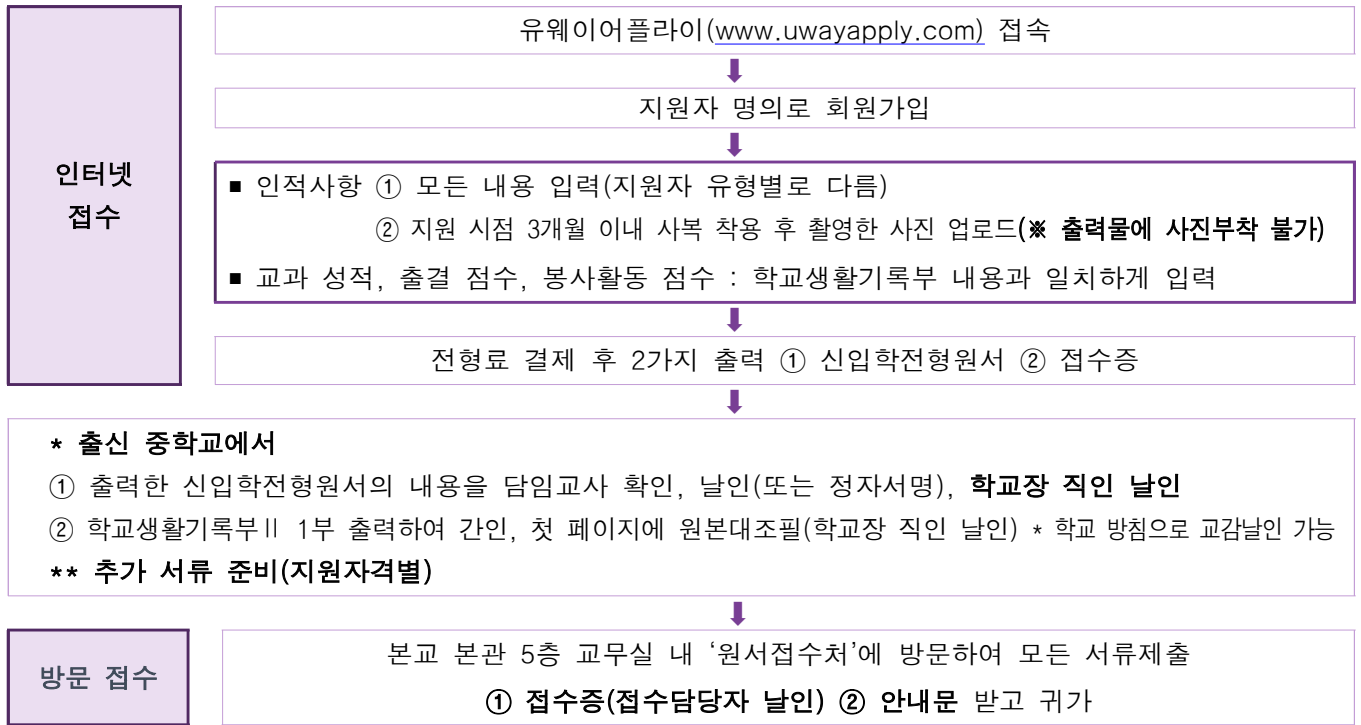 인터넷
접수
유웨이어플라이(www.uwayapply.com) 접속
지원자 명의로 회원가입
▪ 인적사항 ① 모든 내용 입력(지원자 유형별로 다름)
② 지원 시점 3개월 이내 사복 착용 후 촬영한 사진 업로드(※ 출력물에 사진부착 불가)
▪ 교과 성적, 출결 점수, 봉사활동 점수 : 학교생활기록부 내용과 일치하게 입력
전형료 결제 후 2가지 출력 ① 신입학전형원서 ② 접수증
* 출신 중학교에서
① 출력한 신입학전형원서의 내용을 담임교사 확인, 날인(또는 정자서명), 학교장 직인 날인
② 학교생활기록부Ⅱ 1부 출력하여 간인, 첫 페이지에 원본대조필(학교장 직인 날인) * 학교 방침으로 교감날인 가능
** 추가 서류 준비(지원자격별)
방문 접수
본교 본관 5층 교무실 내 ‘원서접수처’에 방문하여 모든 서류제출
① 접수증(접수담당자 날인) ② 안내문 받고 귀가